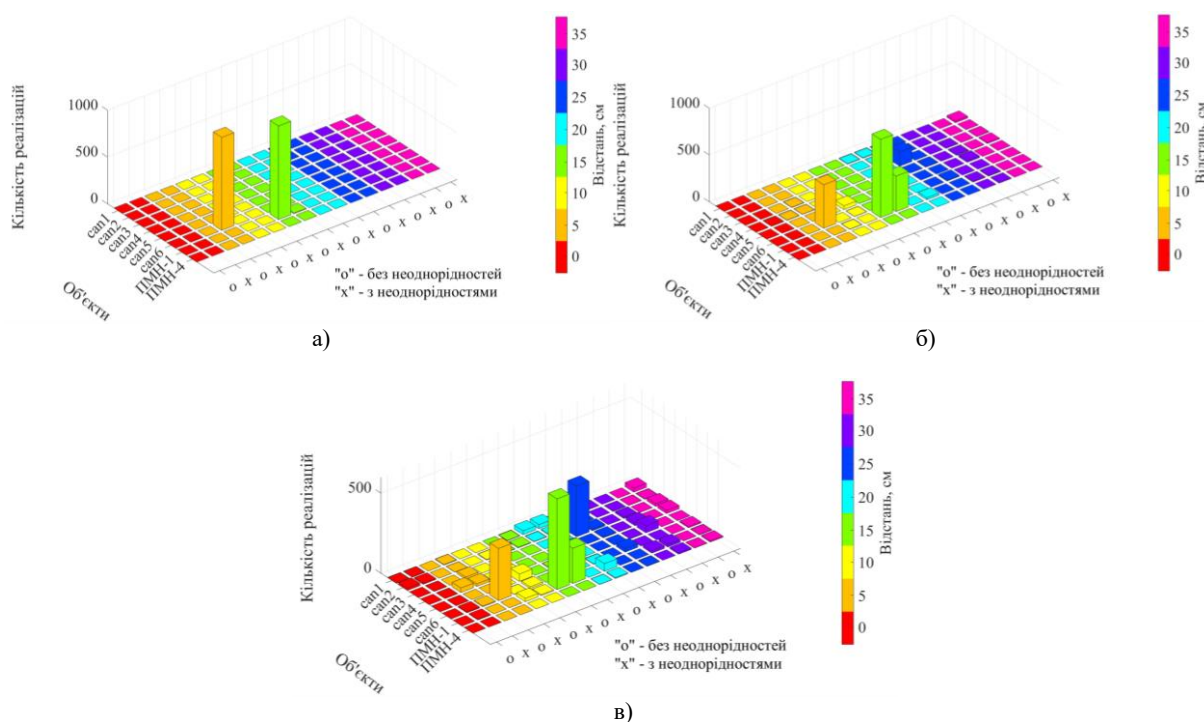 Кількість реалізацій
1000
500
0
can1
can2
can3
can4
can5
can6
ПМН-1
ПМН-4
Об'єкти
o x o x o x o x o x o x o x o x
"о" - без неоднорідностей
"х" - з неоднорідностями
35
30
25
20
15
10
5
0
Відстань, см
а)
Кількість реалізацій
1000
500
0
can1
can2
can3
can4
can5
can6
ПМН-1
ПМН-4
Об'єкти
o x o x o x o x o x o x o x o x
"о" - без неоднорідностей
"х" - з неоднорідностями
35
30
25
20
15
10
5
0
Відстань, см
б)
Кількість реалізацій
500
0
can1
can2
can3
can4
can5
can6
ПМН-1
ПМН-4
Об'єкти
o x o x o x o x o x o x o x o x
"о" - без неоднорідностей
"х" - з неоднорідностями
35
30
25
20
15
10
5
0
Відстань, см
в)